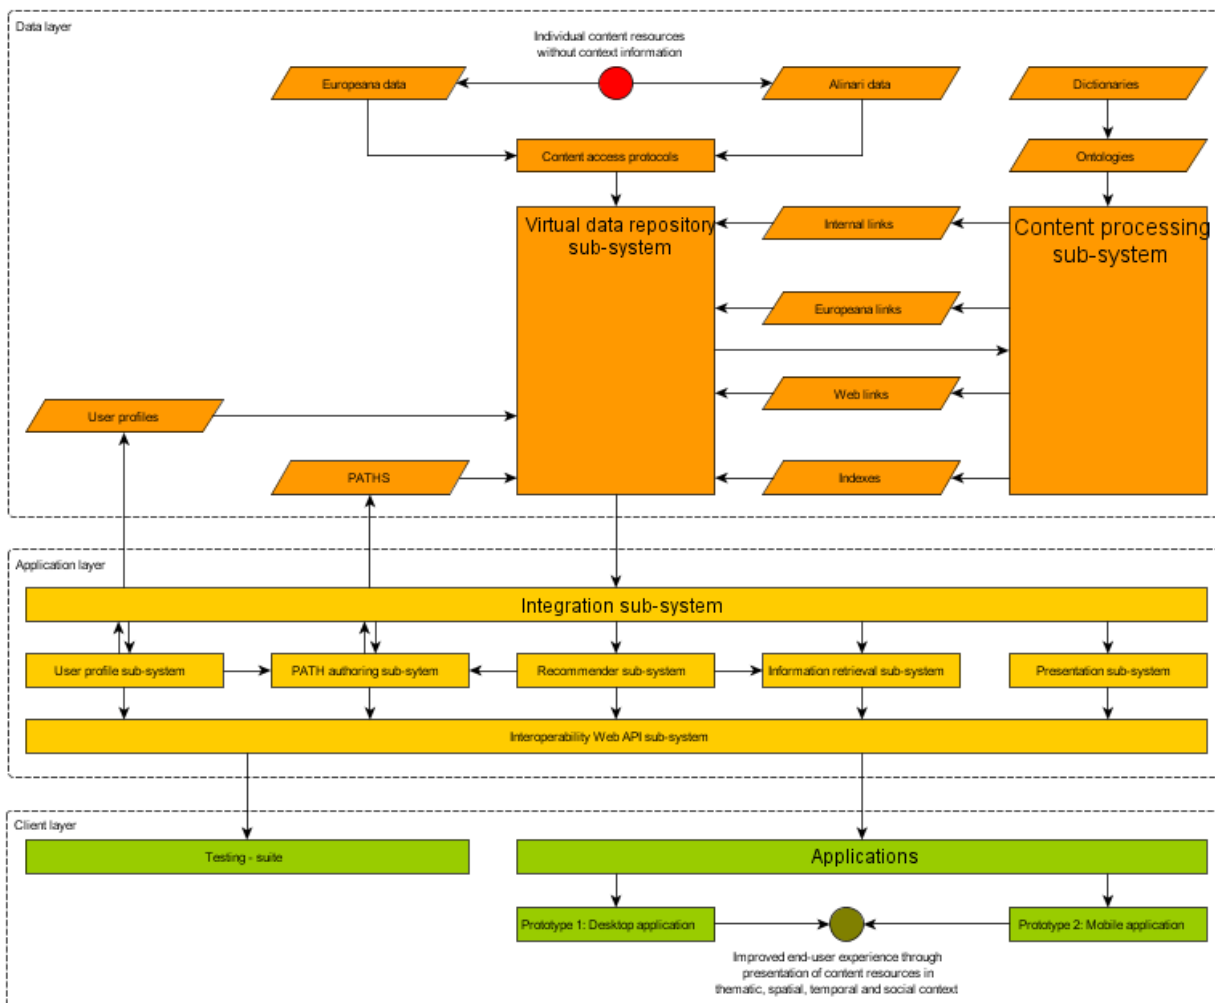 Data layer
Individual content resources
without context information
Europeana data
Alinari data
Dictionaries
Content access protocols
Ontologies
Virtual data repository
sub-system
Internal links
Content processing
sub-system
Europeana links
Web links
User profiles
PATHS
Indexes
Application layer
Integration sub-system
User profile sub-system
PATH authoring sub-sytem
Recommender sub-system
Information retrieval sub-system
Presentation sub-system
Interoperability Web API sub-system
Client layer
Testing - suite
Applications
Prototype 1: Desktop application
Prototype 2: Mobile application
Improved end-user experience through
presentation of content resources in
thematic, spatial, temporal and social context